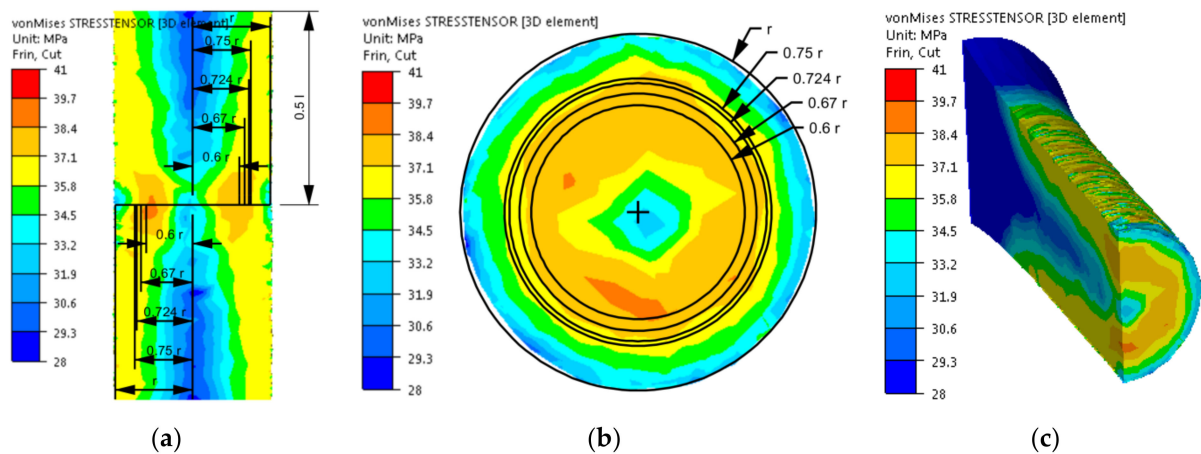 vonMises STRESSTENSOR [3D element]
Unit: MPa
Frin, Cut
41
39.7
38.4
37.1
35.8
34.5
33.2
31.9
30.6
29.3
28
r
0.75 r
0.724 r
0.67 r
0.6 r
0.5 l
0.6 r
0.67 r
0.724 r
0.75 r
r
(a)
vonMises STRESSTENSOR [3D element]
Unit: MPa
Frin, Cut
41
39.7
38.4
37.1
35.8
34.5
33.2
31.9
30.6
29.3
28
r
0.75 r
0.724 r
0.67 r
0.6 r
(b)
vonMises STRESSTENSOR [3D element]
Unit: MPa
Frin, Cut
41
39.7
38.4
37.1
35.8
34.5
33.2
31.9
30.6
29.3
28
(c)